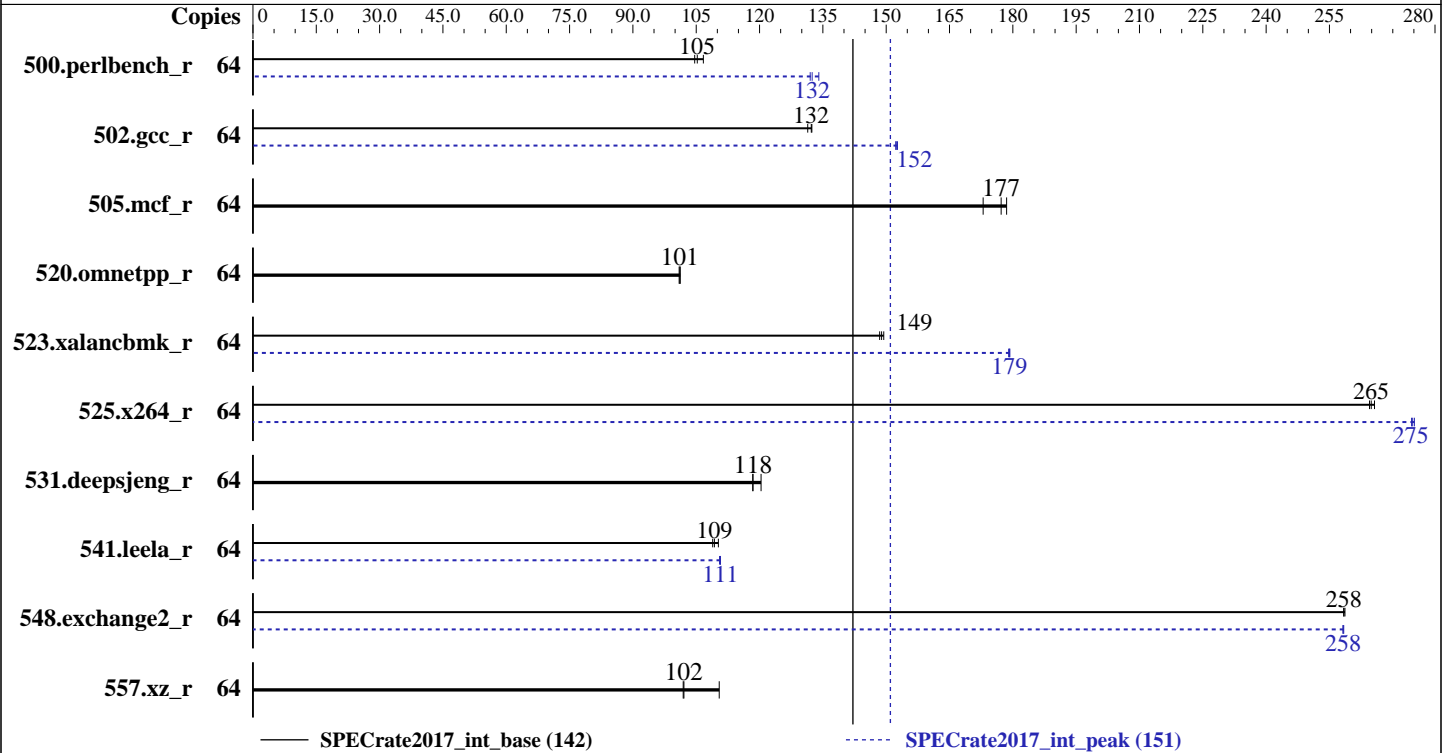 Copies 0 15.0 30.0 45.0 60.0 75.0 90.0 105 120 135 150 165 180 195 210 225 240 255 280
105
500.perlbench_r 64
132
132
502.gcc_r 64
152
177
505.mcf_r 64
101
520.omnetpp_r 64
149
523.xalancbmk_r 64
179
265
525.x264_r 64
275
118
531.deepsjeng_r 64
109
541.leela_r 64
111
258
548.exchange2_r 64
258
102
557.xz_r 64
SPECrate2017_int_base (142) SPECrate2017_int_peak (151)